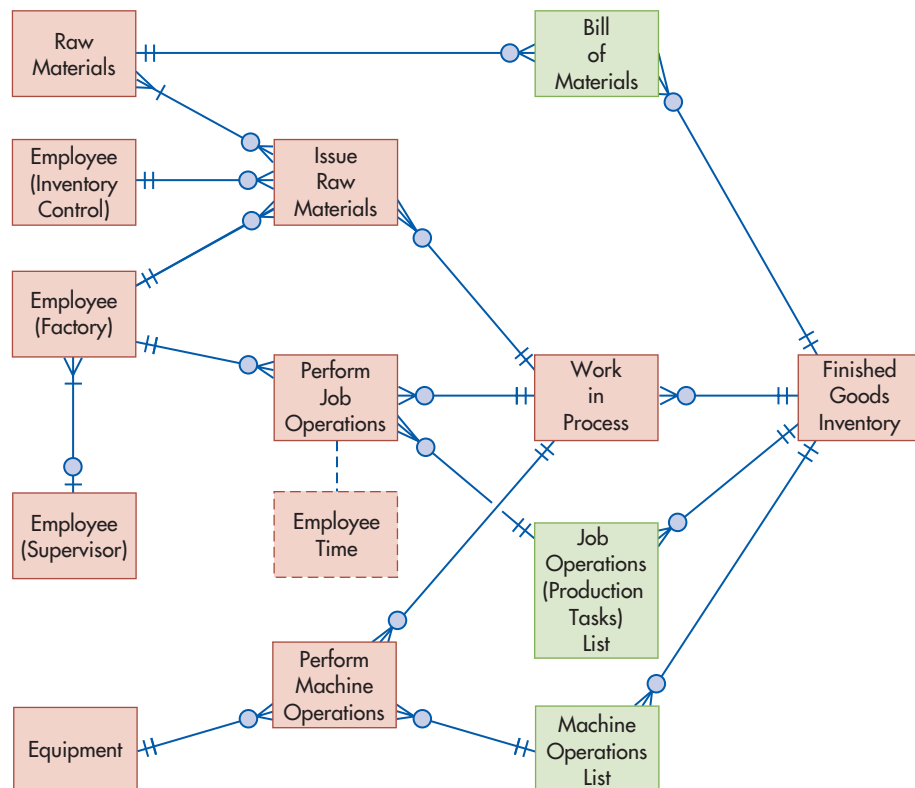 Raw
Materials
Bill
of
Materials
Employee
(Inventory
Control)
Issue
Raw
Materials
Employee
(Factory)
Perform
Job
Operations
Work
in
Process
Finished
Goods
Inventory
Employee
(Supervisor)
Employee
Time
Job
Operations
(Production
Tasks)
List
Perform
Machine
Operations
Equipment
Machine
Operations
List